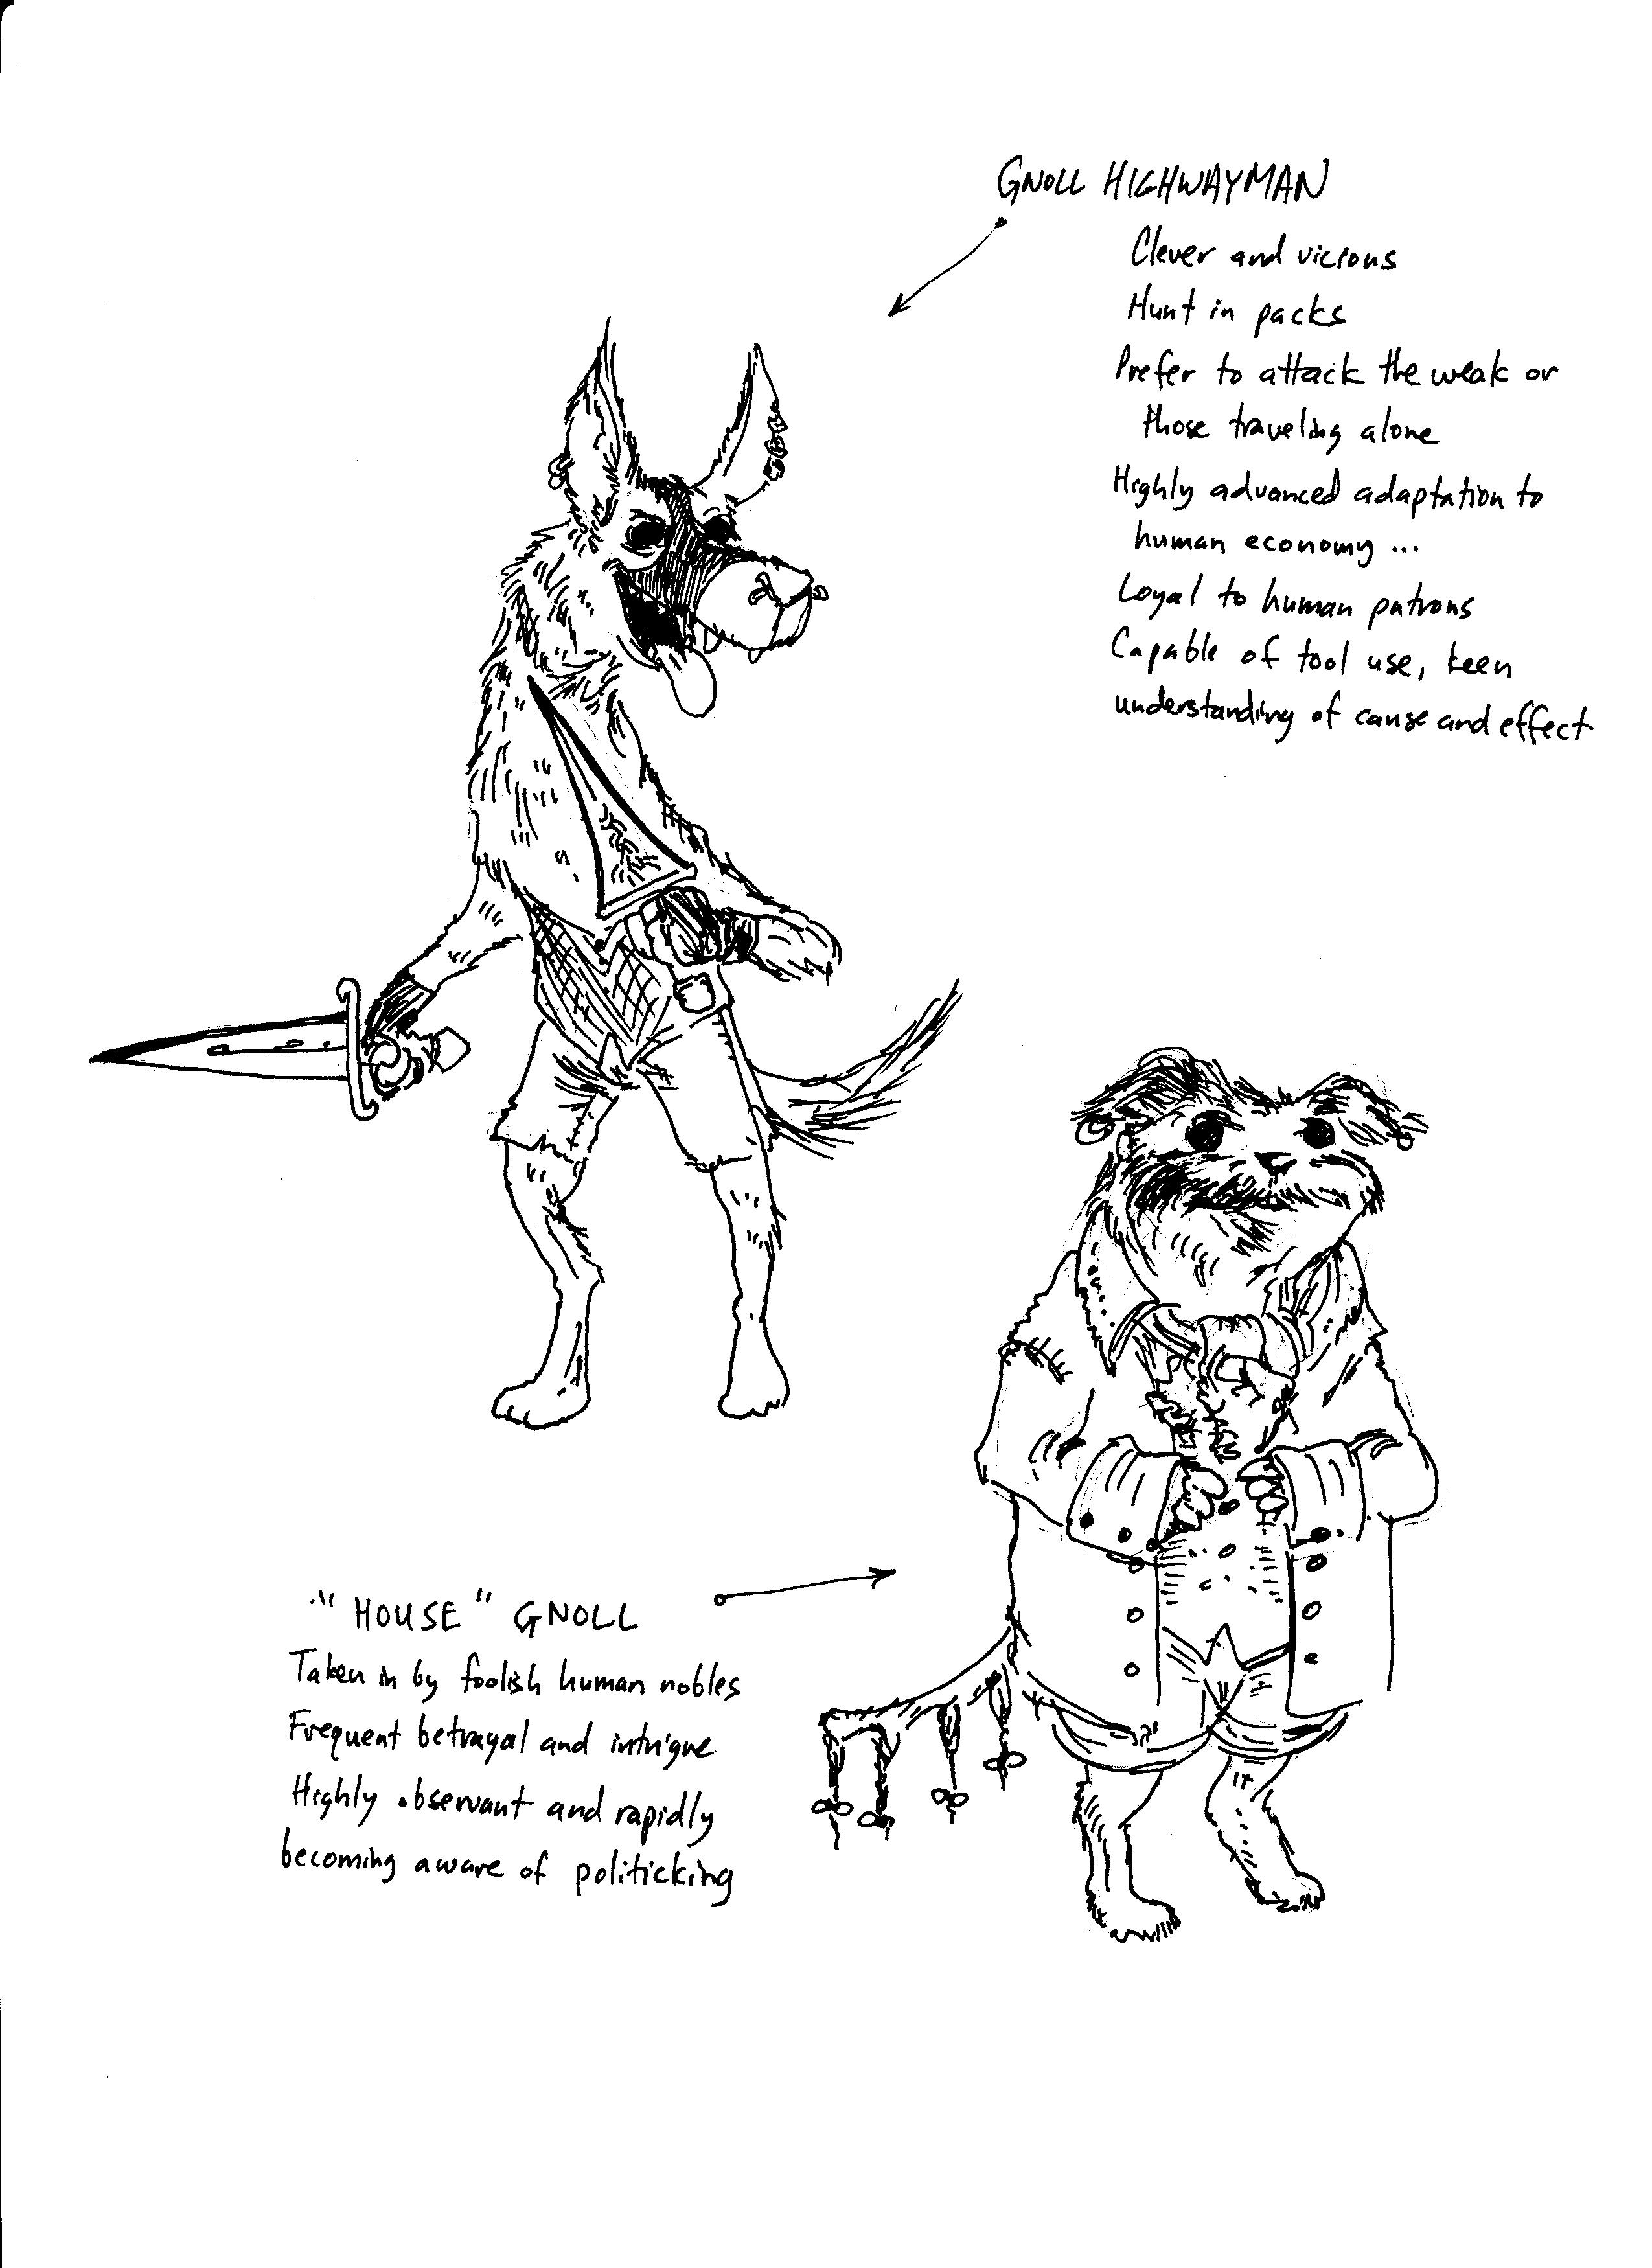 GNOLL HIGHWAYMAN
Clever and vicious
Hunt in packs
Prefer to attack the weak or
those traveling alone
Highly advanced adaptation to
human economy ...
Loyal to human patrons
Capable of tool use, keen
understanding of cause and effect
"HOUSE" GNOLL
Taken in by foolish human nobles
Frequent betrayal and intrigue
Highly observant and rapidly
becoming aware of politicking